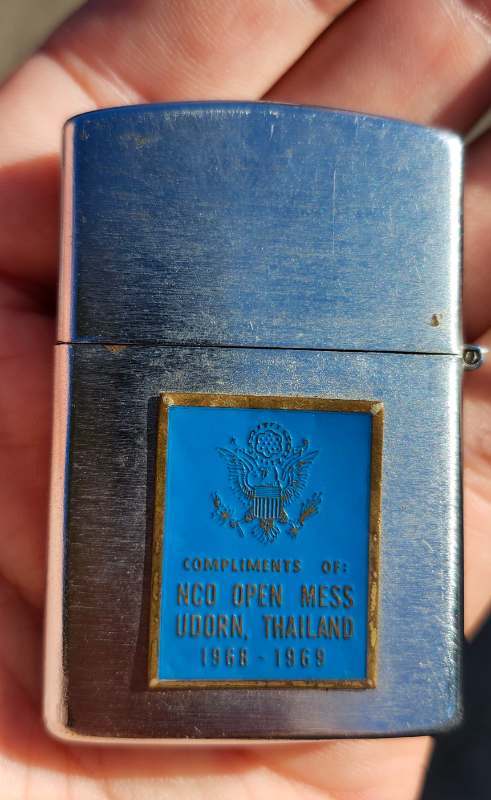 COMPLIMENTS OF:
NCO OPEN MESS
UDORN, THAILAND
1968 - 1969